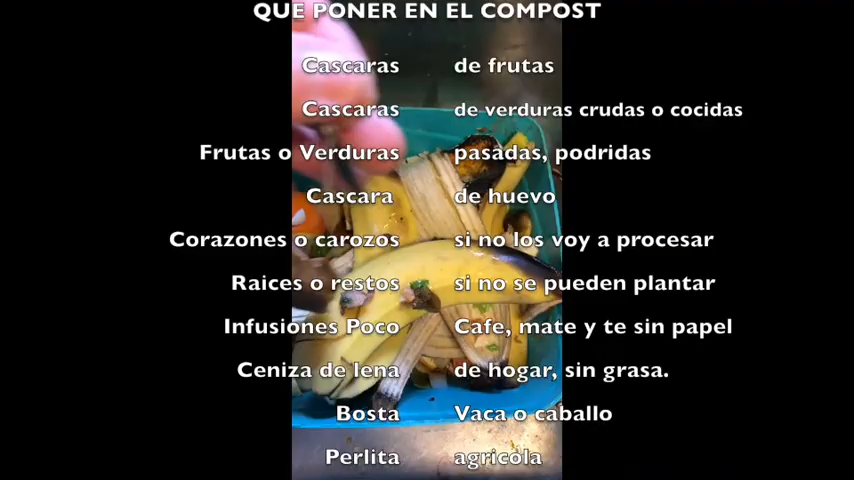 QUE PONER EN EL COMPOST
Cascaras de frutas
Cascaras de verduras crudas o cocidas
Frutas o Verduras pasadas, podridas
Cascara de huevo
Corazones o carozos si no los voy a procesar
Raices o restos si no se pueden plantar
Infusiones Poco Cafe, mate y te sin papel
Ceniza de lena de hogar, sin grasa.
Bosta Vaca o caballo
Perlita agricola